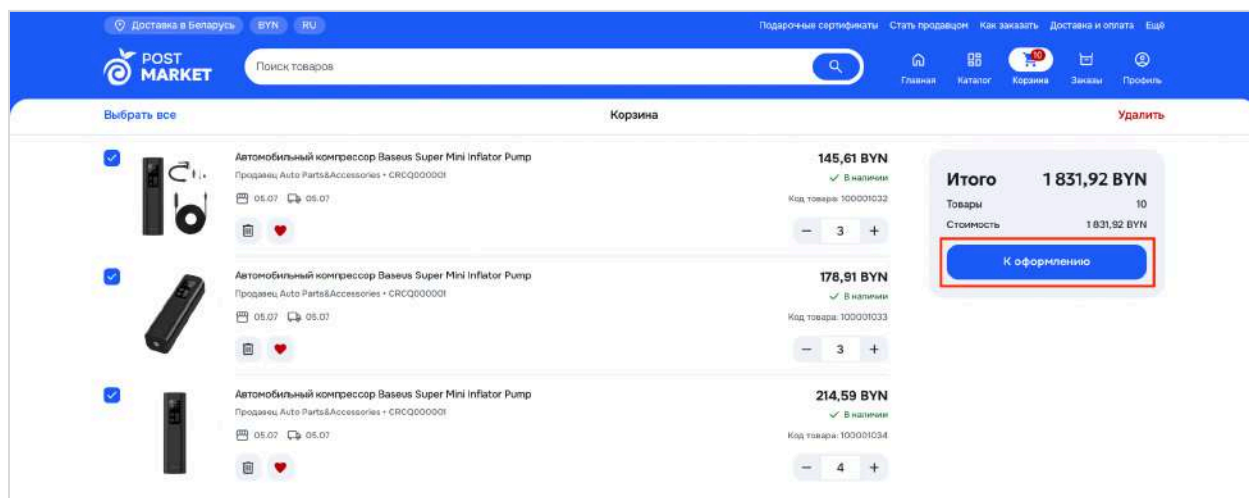 Доставка в Беларусь BYN RU Подарочные сертификаты Стать продавцом Как заказать Доставка и оплата Ещё
POST MARKET
Поиск товаров
10
Главная Каталог Корзина Заказы Профиль
Выбрать все Корзина Удалить
Автомобильный компрессор Baseus Super Mini Inflator Pump 145,61 BYN
Продавец Auto Parts&Accessories • CRCQ000001 В наличии
05.07 05.07 Код товара: 100001032
3
Автомобильный компрессор Baseus Super Mini Inflator Pump 178,91 BYN
Продавец Auto Parts&Accessories • CRCQ000001 В наличии
05.07 05.07 Код товара: 100001033
3
Автомобильный компрессор Baseus Super Mini Inflator Pump 214,59 BYN
Продавец Auto Parts&Accessories • CRCQ000001 В наличии
05.07 05.07 Код товара: 100001034
4
Итого 1 831,92 BYN
Товары 10
Стоимость 1 831,92 BYN
К оформлению